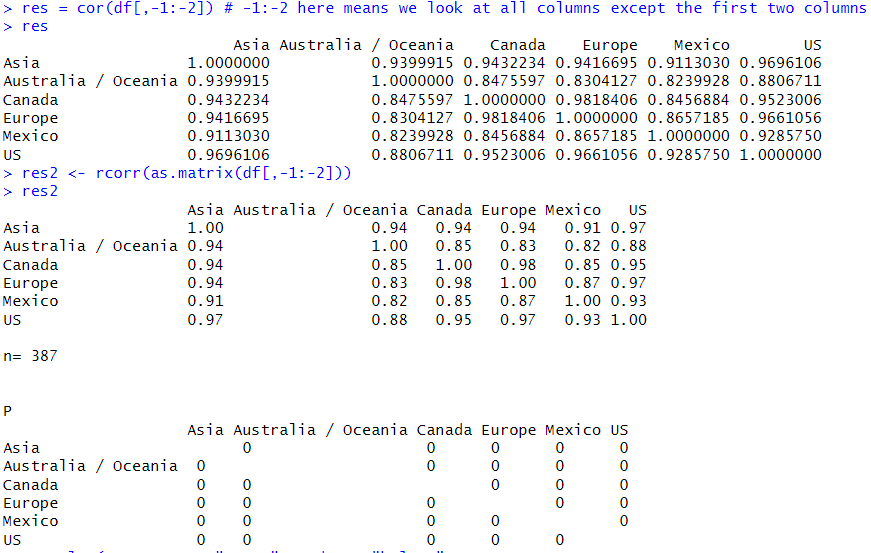 > res = cor(df[,-1:-2]) # -1:-2 here means we look at all columns except the first two columns
> res
                          Asia Australia / Oceania    Canada    Europe    Mexico        US
Asia                 1.0000000           0.9399915 0.9432234 0.9416695 0.9113030 0.9696106
Australia / Oceania 0.9399915           1.0000000 0.8475597 0.8304127 0.8239928 0.8806711
Canada               0.9432234           0.8475597 1.0000000 0.9818406 0.8456884 0.9523006
Europe               0.9416695           0.8304127 0.9818406 1.0000000 0.8657185 0.9661056
Mexico               0.9113030           0.8239928 0.8456884 0.8657185 1.0000000 0.9285750
US                   0.9696106           0.8806711 0.9523006 0.9661056 0.9285750 1.0000000
> res2 <- rcorr(as.matrix(df[,-1:-2]))
> res2
                    Asia Australia / Oceania Canada Europe Mexico   US
Asia                1.00                0.94   0.94   0.94   0.91 0.97
Australia / Oceania 0.94                1.00   0.85   0.83   0.82 0.88
Canada              0.94                0.85   1.00   0.98   0.85 0.95
Europe              0.94                0.83   0.98   1.00   0.87 0.97
Mexico              0.91                0.82   0.85   0.87   1.00 0.93
US                  0.97                0.88   0.95   0.97   0.93 1.00
n= 387
P
                    Asia Australia / Oceania Canada Europe Mexico US
Asia                      0                   0      0      0      0
Australia / Oceania  0                        0      0      0      0
Canada               0    0                          0      0      0
Europe               0    0                   0             0      0
Mexico               0    0                   0      0             0
US                   0    0                   0      0      0